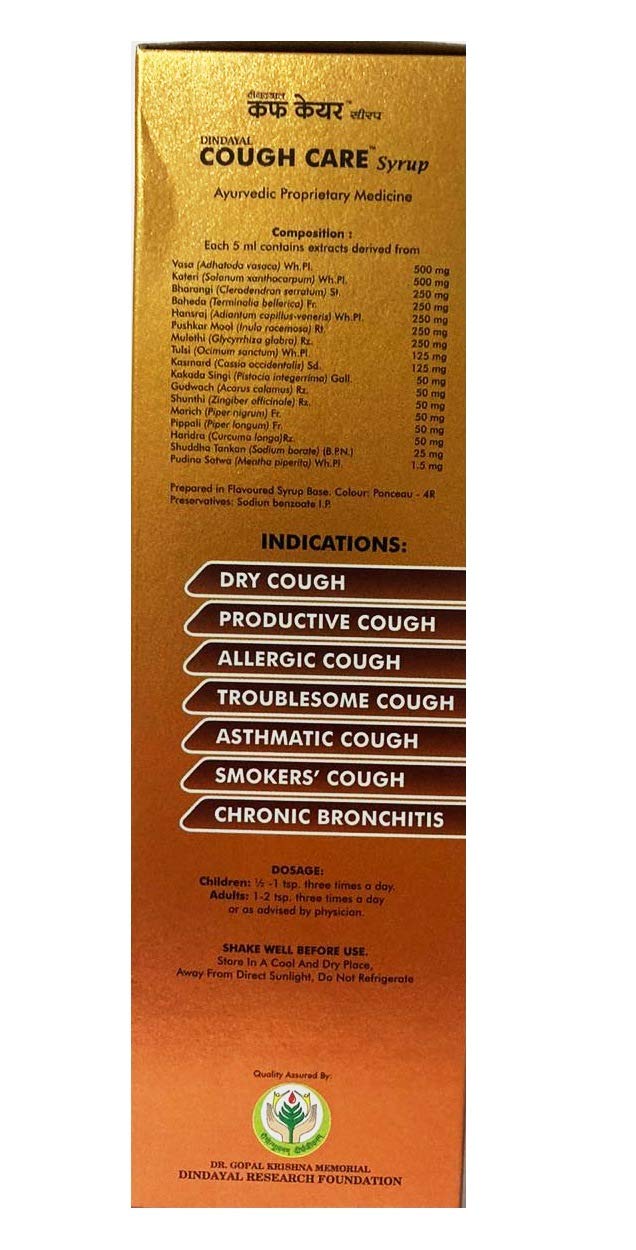 दीनदयाल
कफ केयर™ सीरप
DINDAYAL
COUGH CARE™ Syrup
Ayurvedic Proprietary Medicine
Composition :
Each 5 ml contains extracts derived from
Vasa (Adhatoda vasaca) Wh.Pl. 500 mg
Kateri (Solanum xanthocarpum) Wh.Pl. 500 mg
Bharangi (Clerodendron serratum) St. 250 mg
Baheda (Terminalia bellerica) Fr. 250 mg
Hansraj (Adiantum capillus-veneris) Wh.Pl. 250 mg
Pushkar Mool (Inula racemosa) Rt. 250 mg
Mulethi (Glycyrrhiza glabra) Rz. 250 mg
Tulsi (Ocimum sanctum) Wh.Pl. 125 mg
Kasmard (Cassia occidentalis) Sd. 125 mg
Kakada Singi (Pistacia integerrima) Gall. 50 mg
Gudwach (Acorus calamus) Rz. 50 mg
Shunthi (Zingiber officinale) Rz. 50 mg
Marich (Piper nigrum) Fr. 50 mg
Pippali (Piper longum) Fr. 50 mg
Haridra (Curcuma longa)Rz. 50 mg
Shuddha Tankan (Sodium borate) (B.P.N.) 25 mg
Pudina Satwa (Mentha piperita) Wh.Pl. 1.5 mg
Prepared in Flavoured Syrup Base. Colour: Ponceau - 4R
Preservatives: Sodiun benzoate I.P.
INDICATIONS:
DRY COUGH
PRODUCTIVE COUGH
ALLERGIC COUGH
TROUBLESOME COUGH
ASTHMATIC COUGH
SMOKERS' COUGH
CHRONIC BRONCHITIS
DOSAGE:
Children: ½ -1 tsp. three times a day.
Adults: 1-2 tsp. three times a day
or as advised by physician.
SHAKE WELL BEFORE USE.
Store In A Cool And Dry Place,
Away From Direct Sunlight, Do Not Refrigerate
Quality Assured By:
DR. GOPAL KRISHNA MEMORIAL
DINDAYAL RESEARCH FOUNDATION